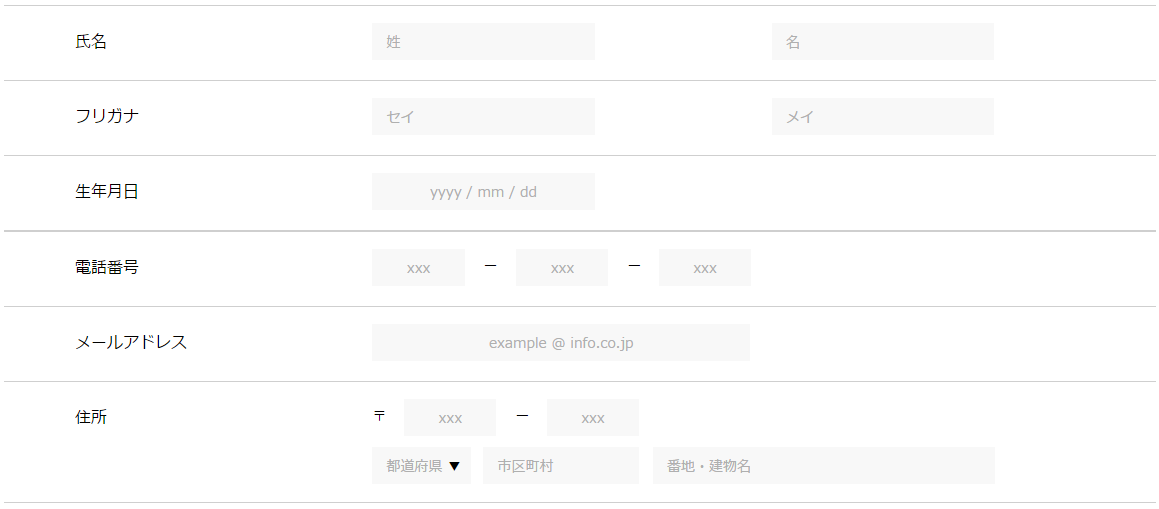 氏名 姓 名
フリガナ セイ メイ
生年月日 yyyy / mm / dd
電話番号 xxx ー xxx ー xxx
メールアドレス example @ info.co.jp
住所 〒 xxx ー xxx
都道府県 ▼ 市区町村 番地・建物名